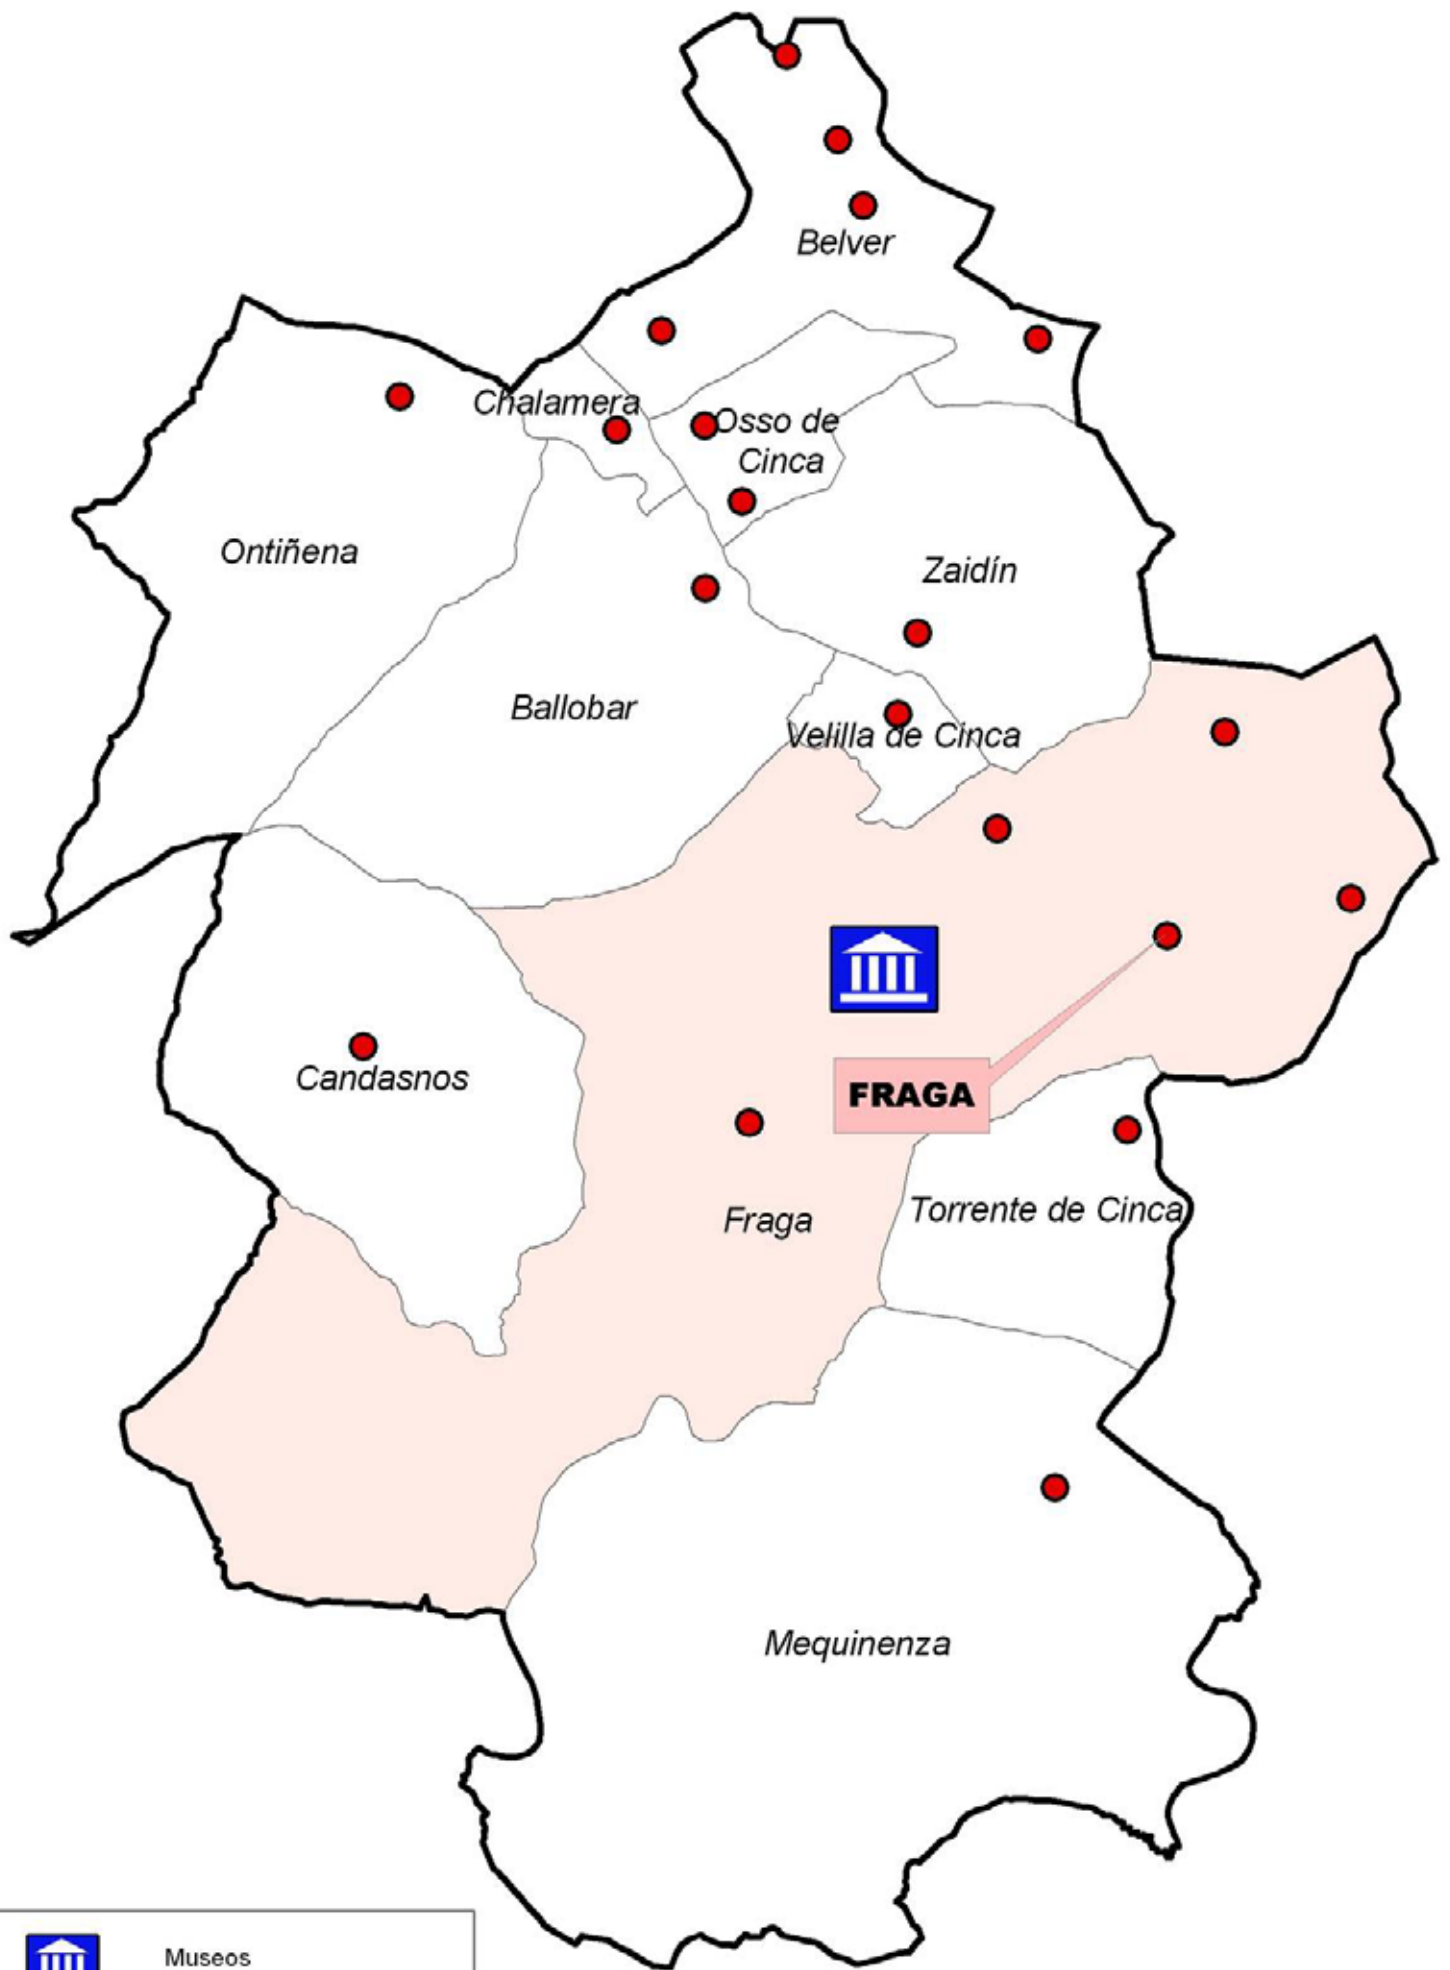 Belver
Chalamera
Osso de
Cinca
Ontiñena
Zaidín
Ballobar
Velilla de Cinca
Candasnos
FRAGA
Fraga
Torrente de Cinca
Mequinenza
Museos